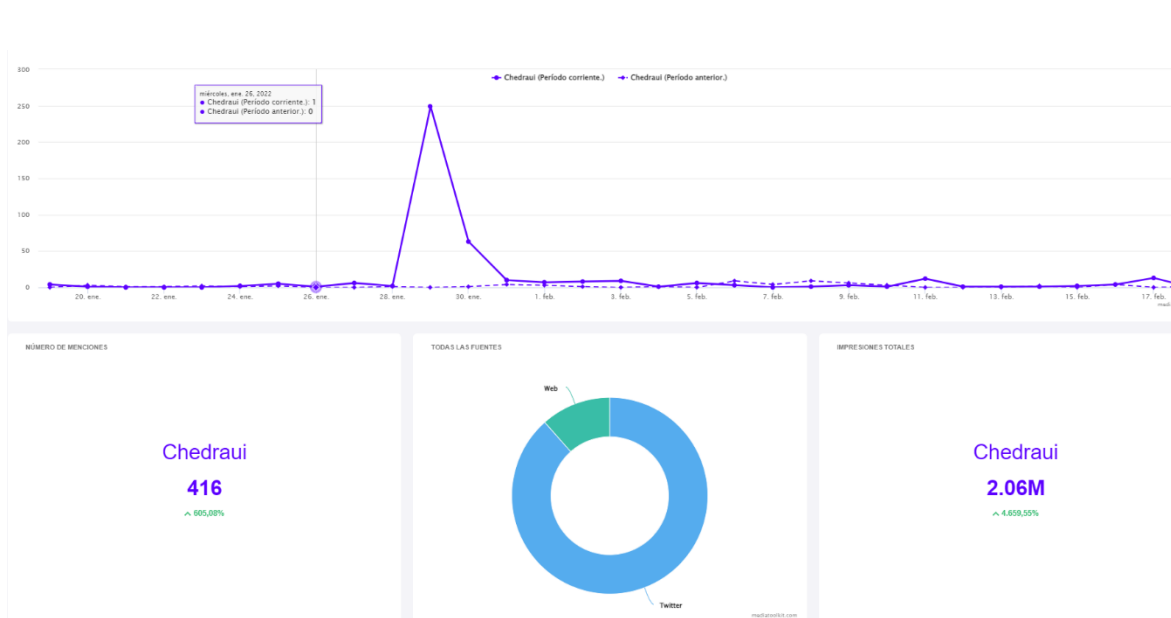 300
Chedraui (Período corriente.) Chedraui (Período anterior.)
miércoles, ene. 26, 2022
Chedraui (Período corriente.): 1
Chedraui (Período anterior.): 0
250
200
150
100
50
0
20. ene. 22. ene. 24. ene. 26. ene. 28. ene. 30. ene. 1. feb. 3. feb. 5. feb. 7. feb. 9. feb. 11. feb. 13. feb. 15. feb. 17. feb.
NÚMERO DE MENCIONES
Chedraui
416
605,08%
TODAS LAS FUENTES
Web
Twitter
mediatoolkit.com
IMPRESIONES TOTALES
Chedraui
2.06M
4.659,55%